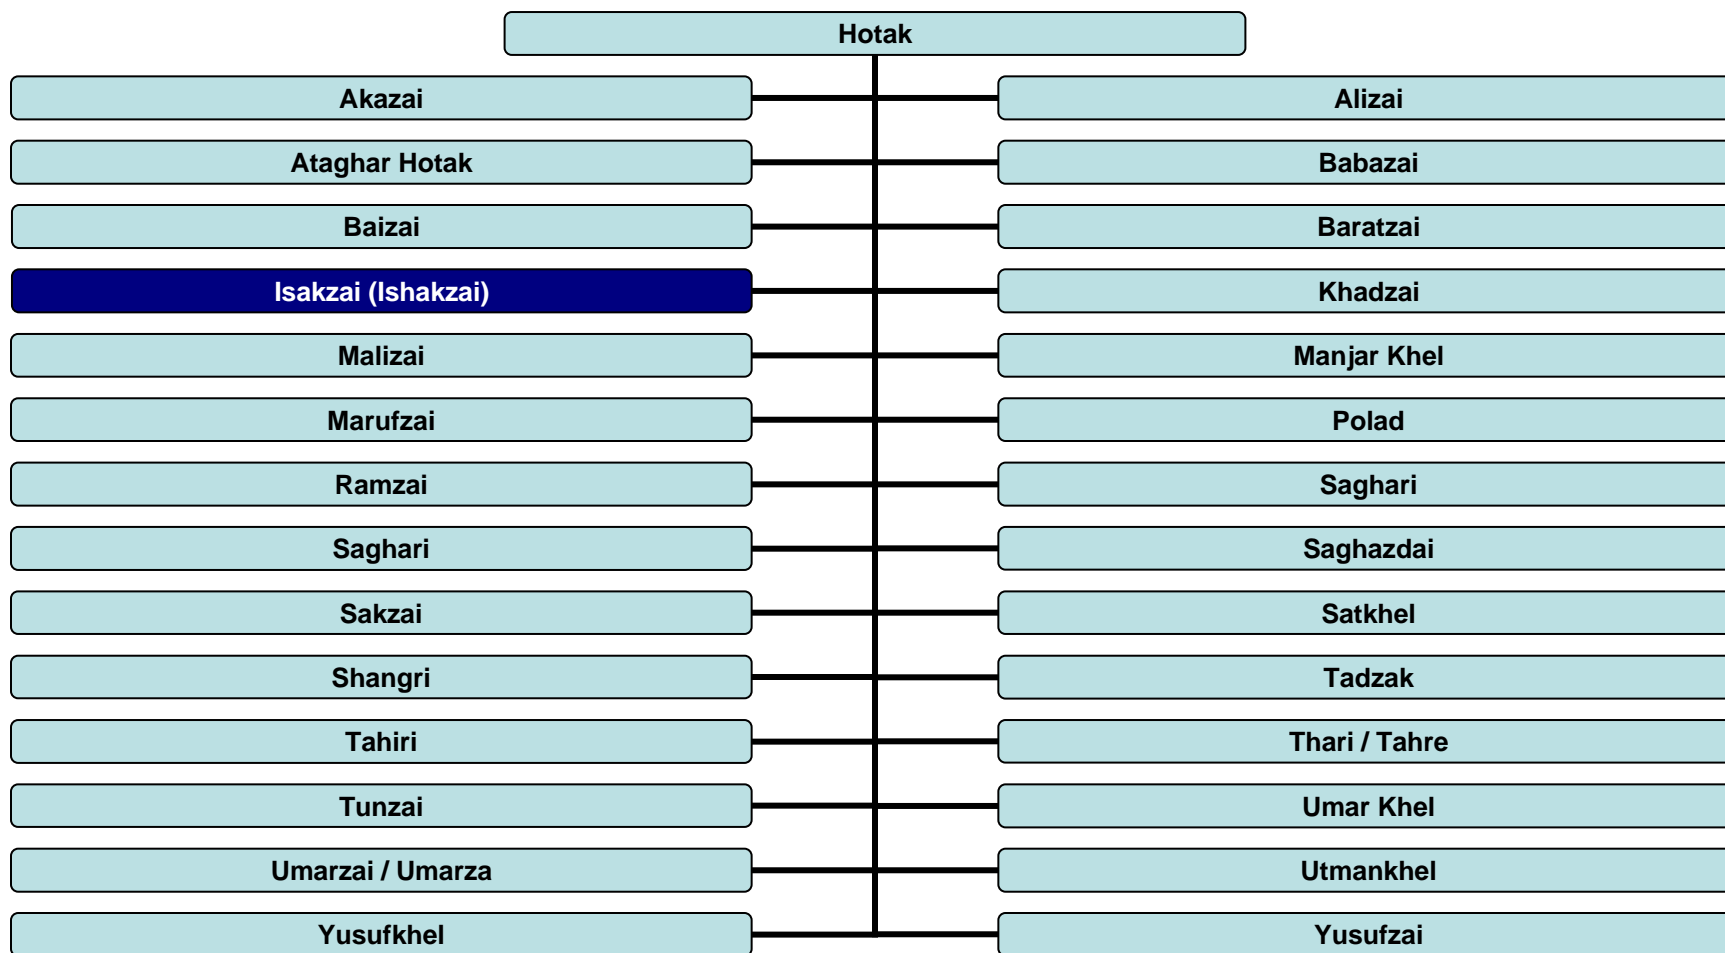 Hotak
Akazai
Alizai
Ataghar Hotak
Babazai
Baizai
Baratzai
Isakzai (Ishakzai)
Khadzai
Malizai
Manjar Khel
Marufzai
Polad
Ramzai
Saghari
Saghari
Saghazdai
Sakzai
Satkhel
Shangri
Tadzak
Tahiri
Thari / Tahre
Tunzai
Umar Khel
Umarzai / Umarza
Utmankhel
Yusufkhel
Yusufzai